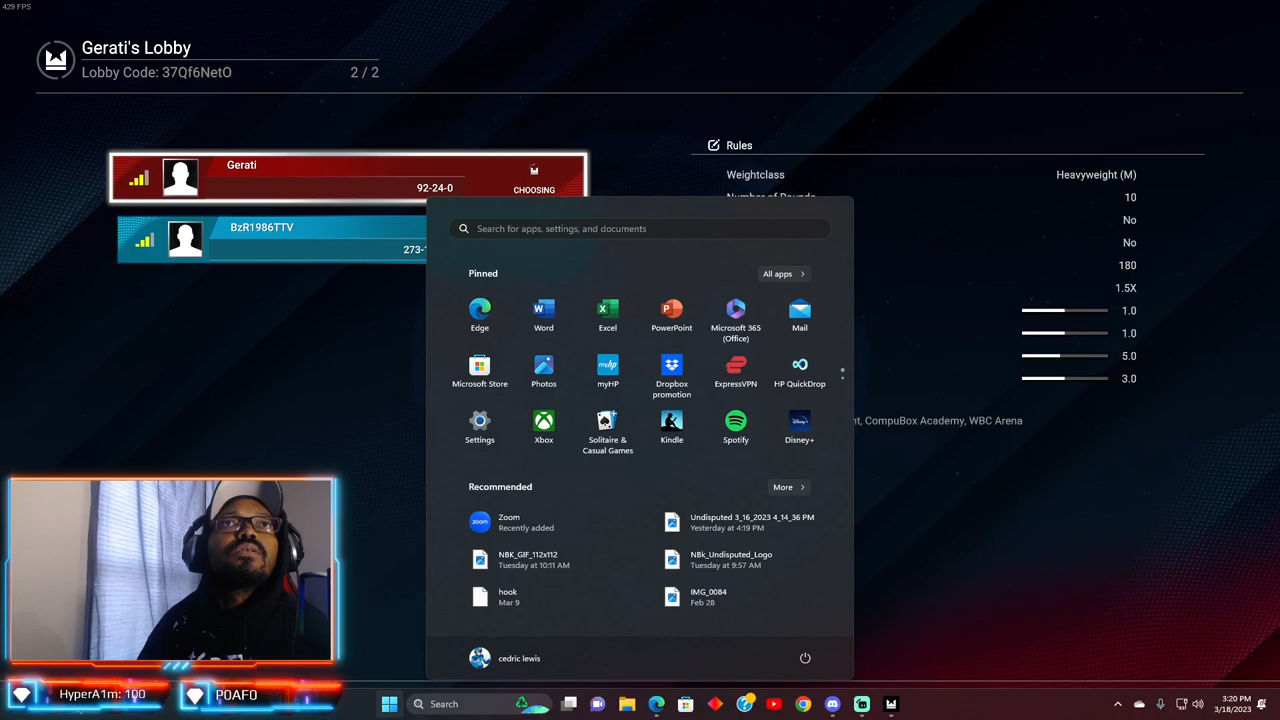 429 FPS
Gerati's Lobby
Lobby Code: 37Qf6NetO 2 / 2
Rules
Gerati
92-24-0
CHOOSING
Weightclass Heavyweight (M)
Number of Rounds 10
No
No
180
1.5X
1.0
1.0
5.0
3.0
BzR1986TTV
273-
Search for apps, settings, and documents
Pinned All apps
Edge Word Excel PowerPoint Microsoft 365 (Office) Mail
Microsoft Store Photos myHP Dropbox promotion ExpressVPN HP QuickDrop
Settings Xbox Solitaire & Casual Games Kindle Spotify Disney+
nt, CompuBox Academy, WBC Arena
Recommended More
zoom
Zoom
Recently added
Undisputed 3_16_2023 4_14_36 PM
Yesterday at 4:19 PM
NBK_GIF_112x112
Tuesday at 10:11 AM
NBk_Undisputed_Logo
Tuesday at 9:57 AM
hook
Mar 9
IMG_0084
Feb 28
cedric lewis
HyperA1m: 100 POAFO
Search
3:20 PM
3/18/2023